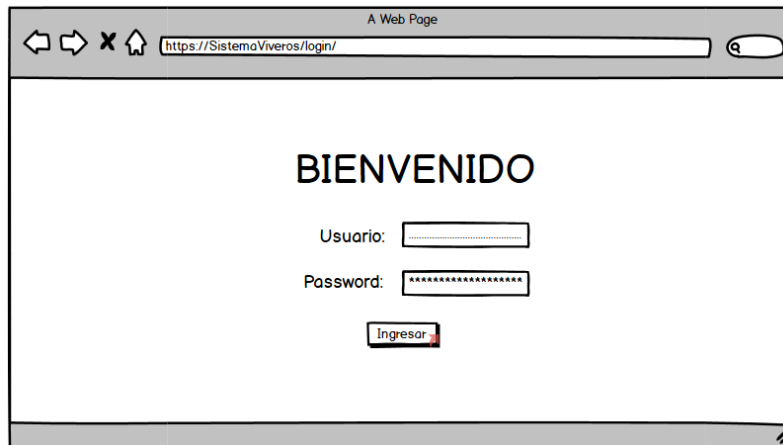 A Web Page
https://SistemaViveros/login/
BIENVENIDO
Usuario:
Password: *******************
Ingresar